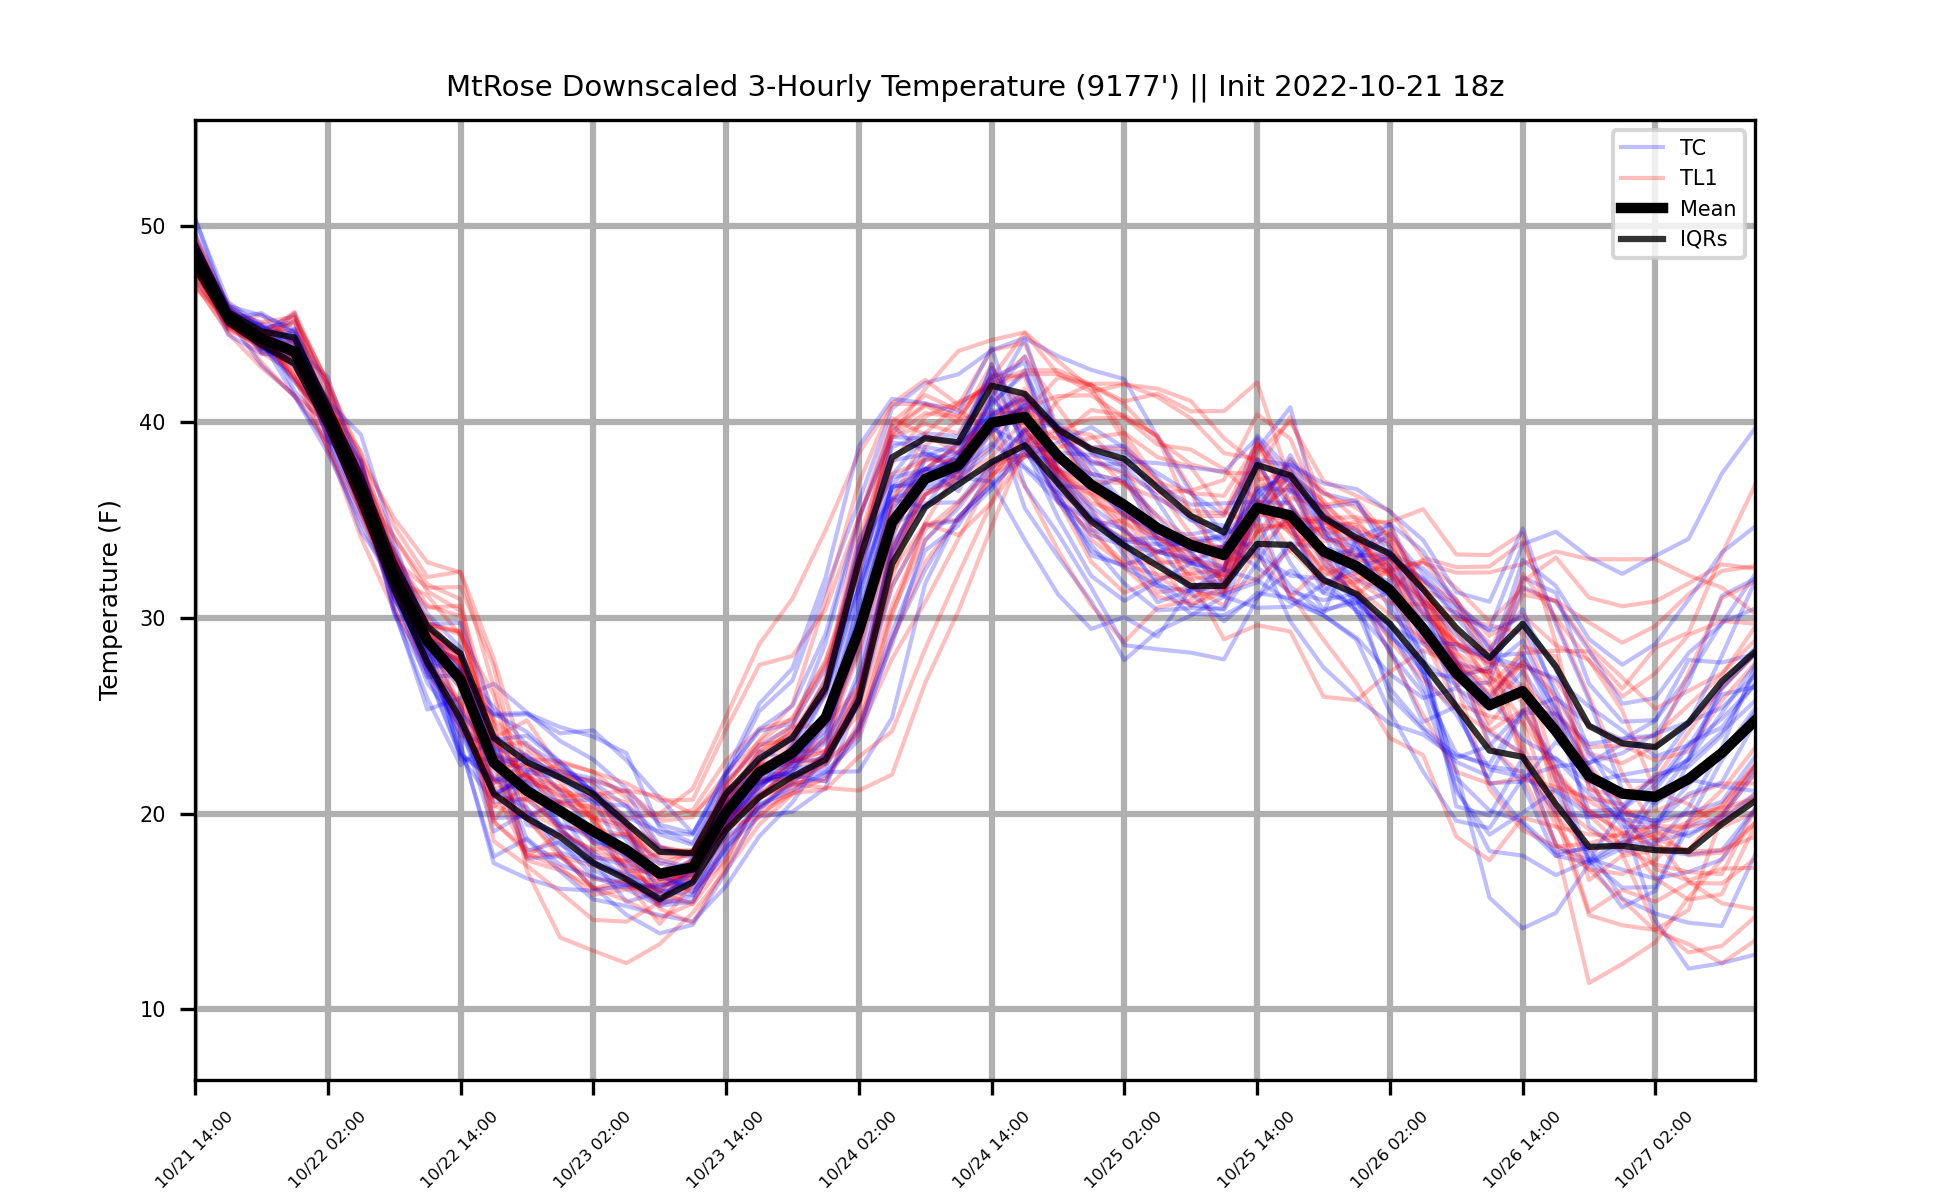 MtRose Downscaled 3-Hourly Temperature (9177') || Init 2022-10-21 18z
TC
TL1
Mean
IQRs
Temperature (F)
50
40
30
20
10
10/21 14:00
10/22 02:00
10/22 14:00
10/23 02:00
10/23 14:00
10/24 02:00
10/24 14:00
10/25 02:00
10/25 14:00
10/26 02:00
10/26 14:00
10/27 02:00